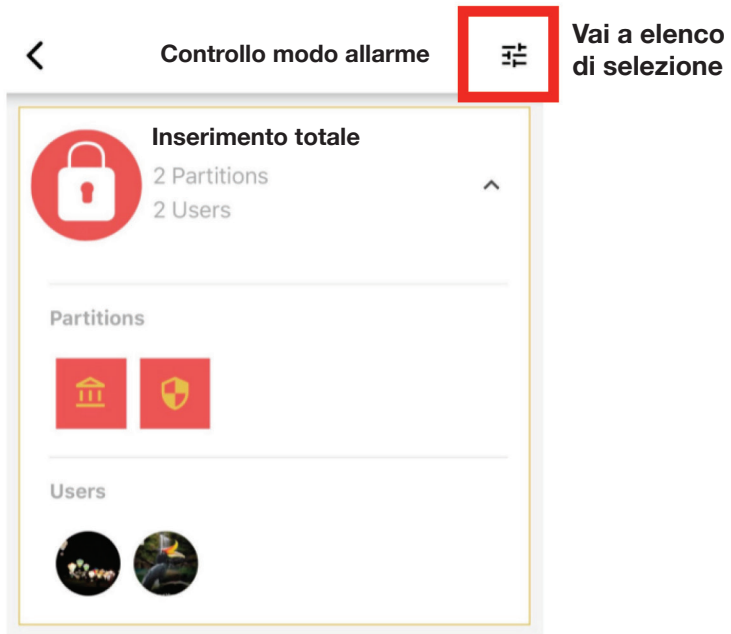 Controllo modo allarme
Vai a elenco
di selezione
Inserimento totale
2 Partitions
2 Users
Partitions
Users